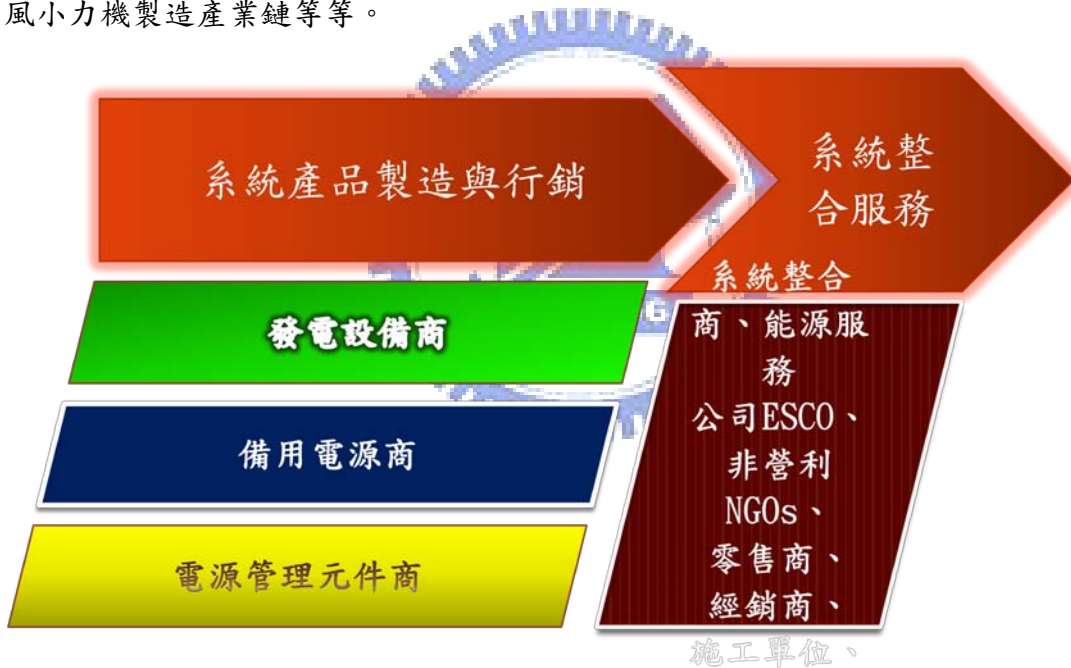 風小力機製造產業鏈等等。
系統產品製造與行銷
系統整
合服務
發電設備商
備用電源商
電源管理元件商
系統整合
商、能源服
務
公司ESCO、
非營利
NGOs、
零售商、
經銷商、
施工單位、